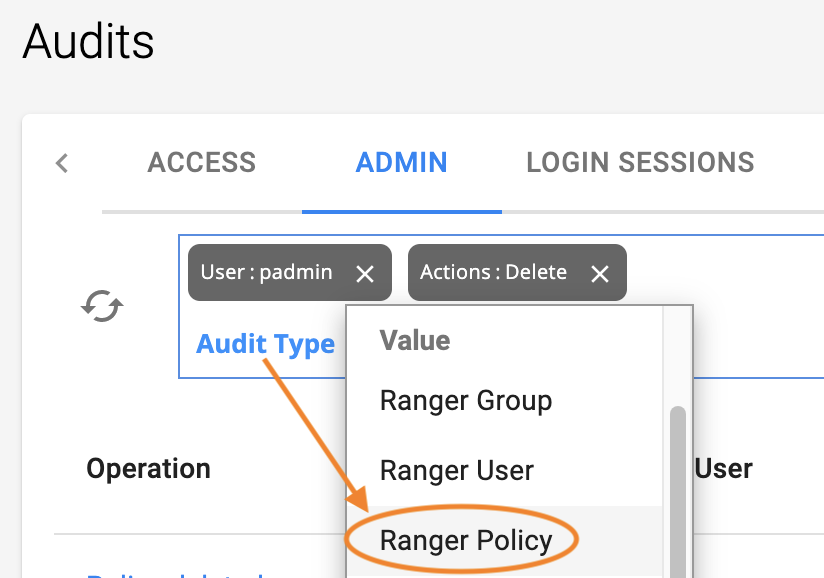 Audits
ACCESS
ADMIN
LOGIN SESSIONS
User : padmin
Actions : Delete
Audit Type
Value
Ranger Group
Ranger User
Ranger Policy
Operation
User